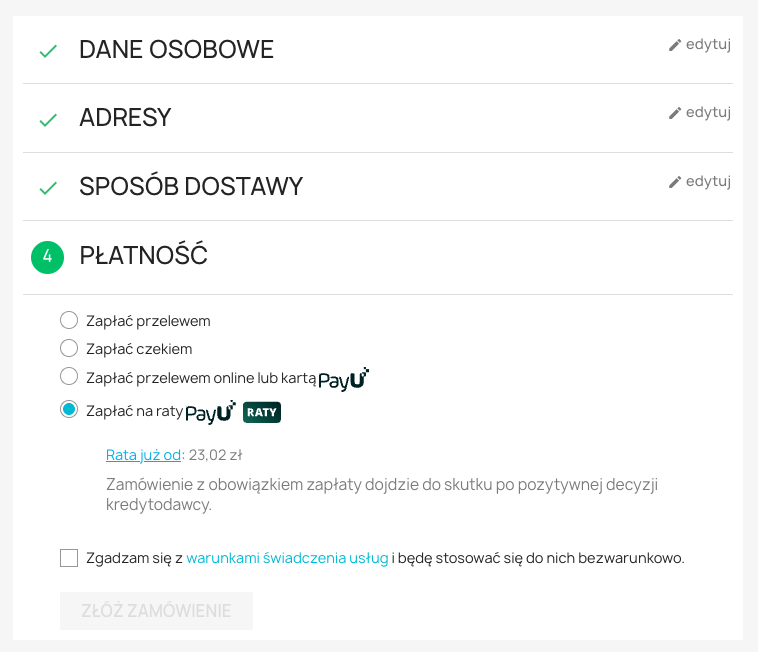 DANE OSOBOWE
edytuj
ADRESY
edytuj
SPOSÓB DOSTAWY
edytuj
4 PŁATNOŚĆ
Zapłać przelewem
Zapłać czekiem
Zapłać przelewem online lub kartą PayU
Zapłać na raty PayU RATY
Rata już od: 23,02 zł
Zamówienie z obowiązkiem zapłaty dojdzie do skutku po pozytywnej decyzji
kredytodawcy.
Zgadzam się z warunkami świadczenia usług i będę stosować się do nich bezwarunkowo.
ZŁÓŻ ZAMÓWIENIE